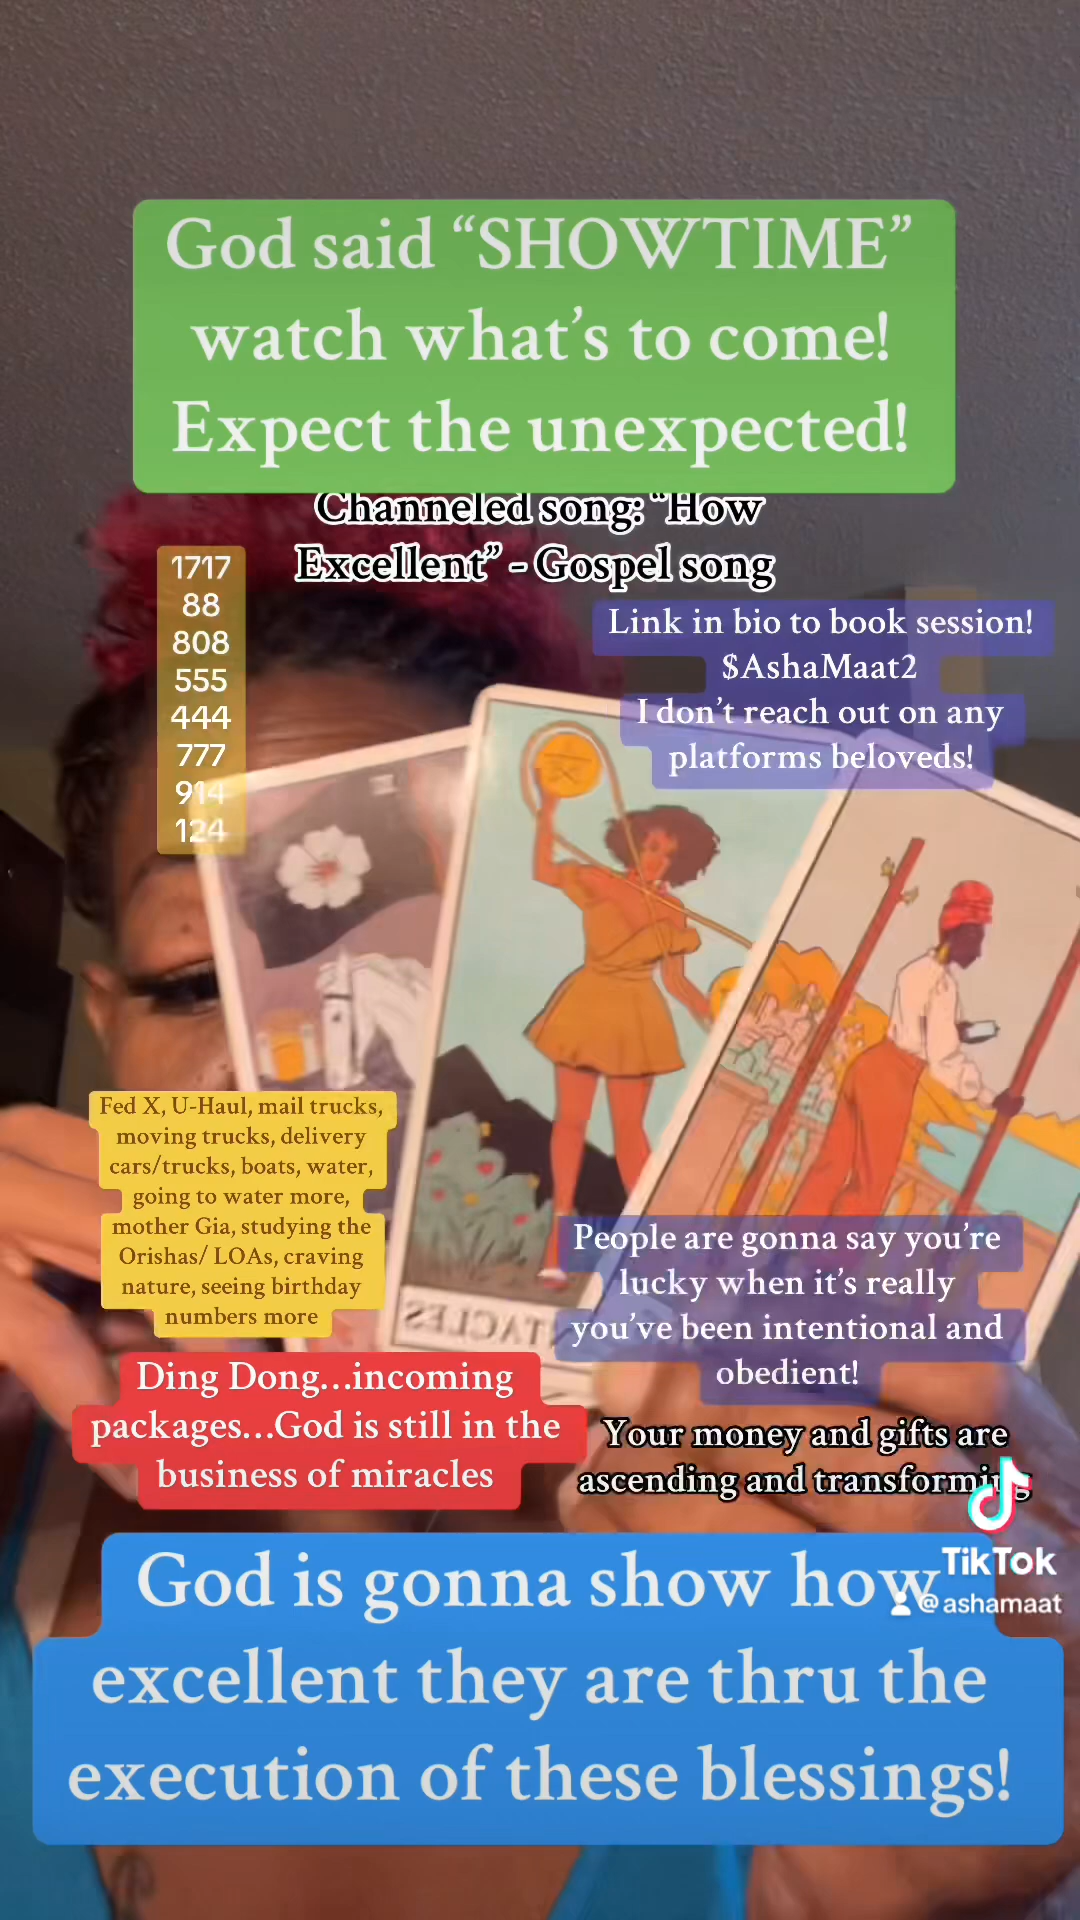 God said “SHOWTIME”
watch what’s to come!
Expect the unexpected!
Channeled song: “How
Excellent” - Gospel song
1717
88
808
555
444
777
914
124
Link in bio to book session!
$AshaMaat2
I don’t reach out on any
platforms beloveds!
Fed X, U-Haul, mail trucks,
moving trucks, delivery
cars/trucks, boats, water,
going to water more,
mother Gia, studying the
Orishas/ LOAs, craving
nature, seeing birthday
numbers more
People are gonna say you’re
lucky when it’s really
you’ve been intentional and
obedient!
Ding Dong...incoming
packages...God is still in the
business of miracles
Your money and gifts are
ascending and transforming
TikTok
@ashamaat
God is gonna show how
excellent they are thru the
execution of these blessings!